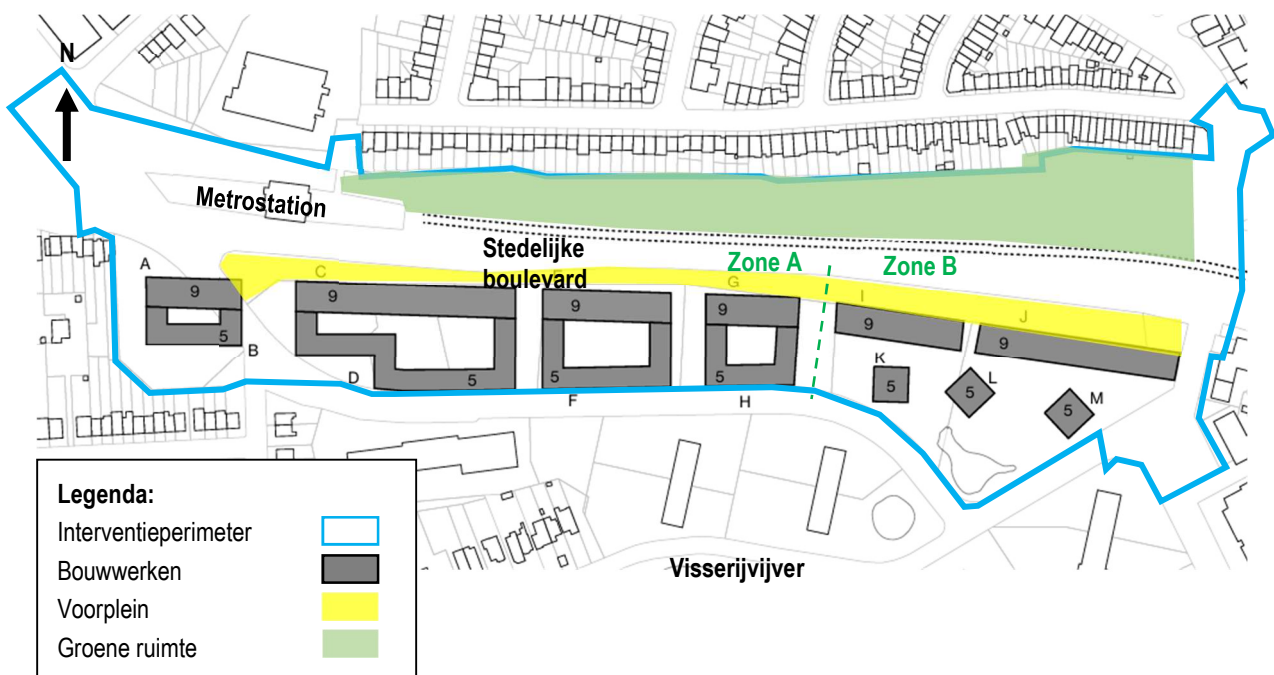 N
Metrostation
Stedelijke
boulevard
Zone A
Zone B
A
C
G
I
J
9
9
9
9
9
9
5
B
D
5
5
F
5
H
K
5
L
5
M
5
Visserijvijver
Legenda:
Interventieperimeter
Bouwwerken
Voorplein
Groene ruimte